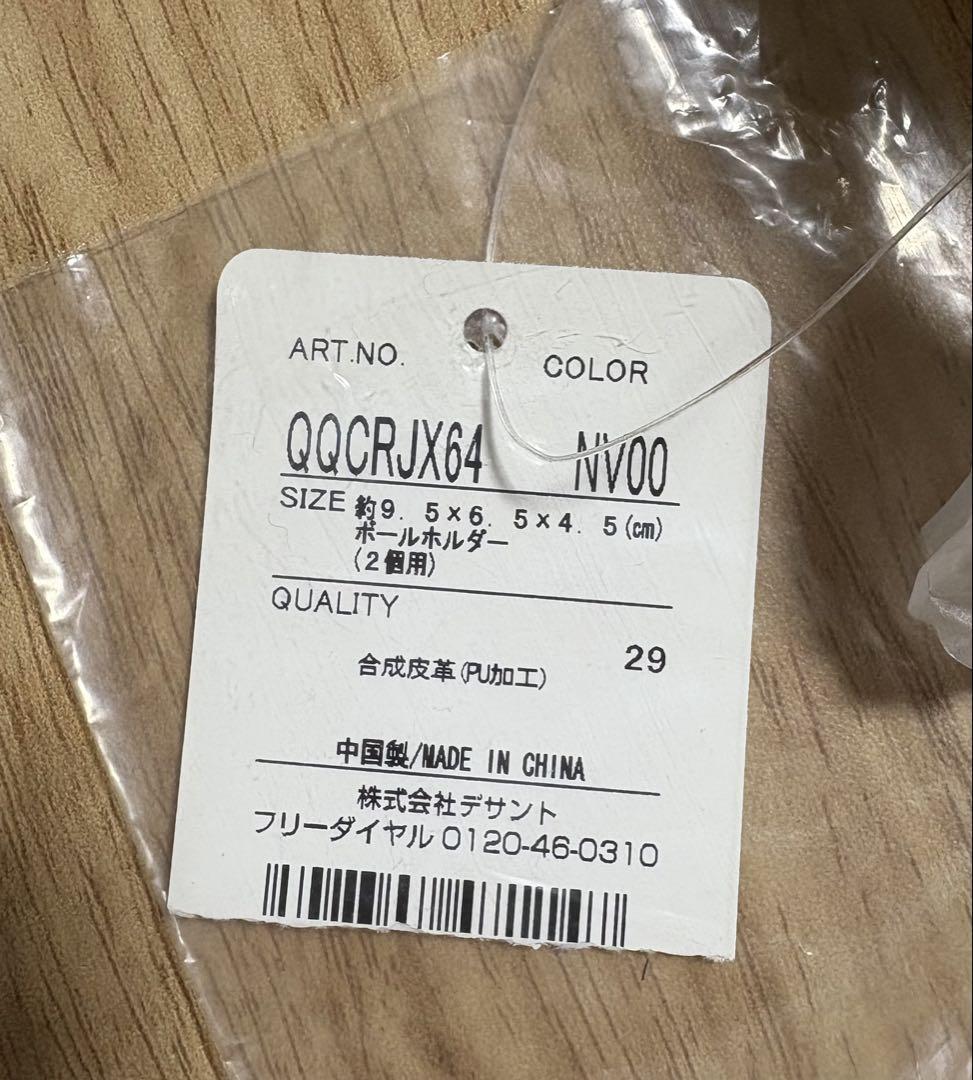 ART.NO. COLOR
QQCRJX64 NV00
SIZE 約9．5×6．5×4．5(cm)
ボールホルダー
(2個用)
QUALITY
29
合成皮革(PU加工)
中国製/MADE IN CHINA
株式会社デサント
フリーダイヤル 0120-46-0310